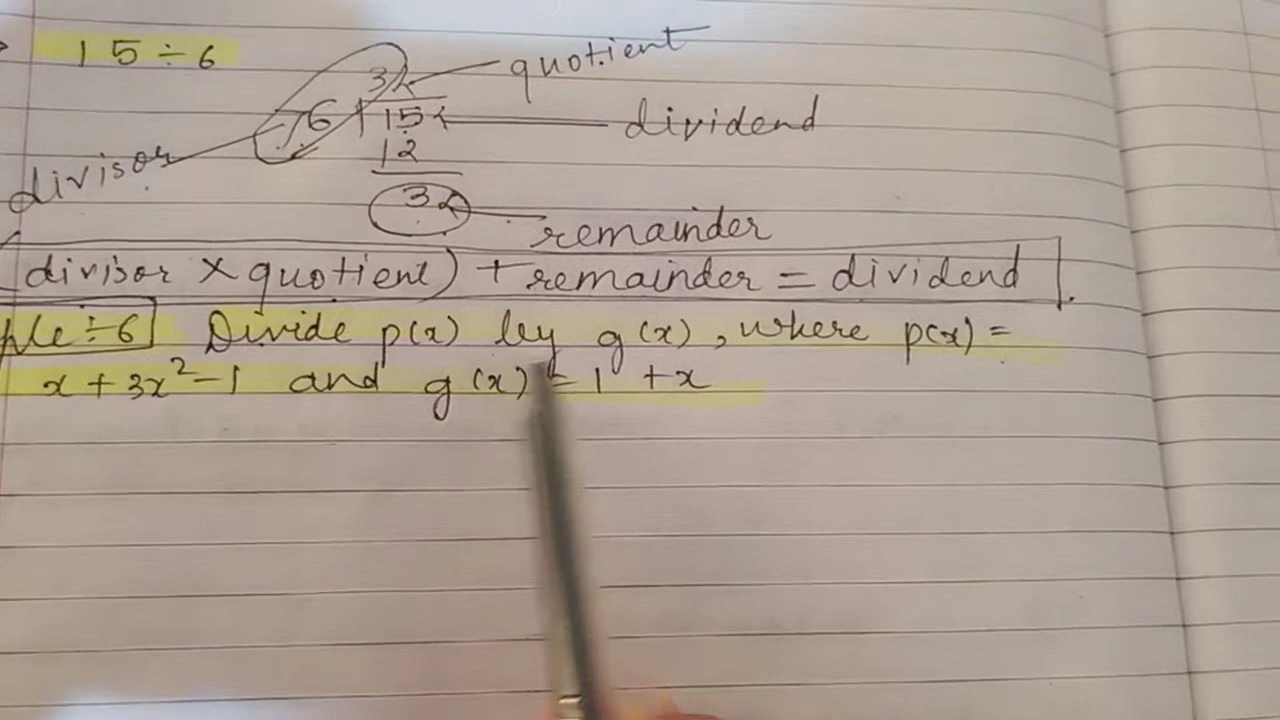 15 ÷ 6
3 quotient
6 15 dividend
divisor 12
3
remainder
(divisor × quotient) + remainder = dividend
ple ÷ 6 Divide p(x) by g(x), where p(x) =
x + 3x² - 1 and g(x) = 1 + x